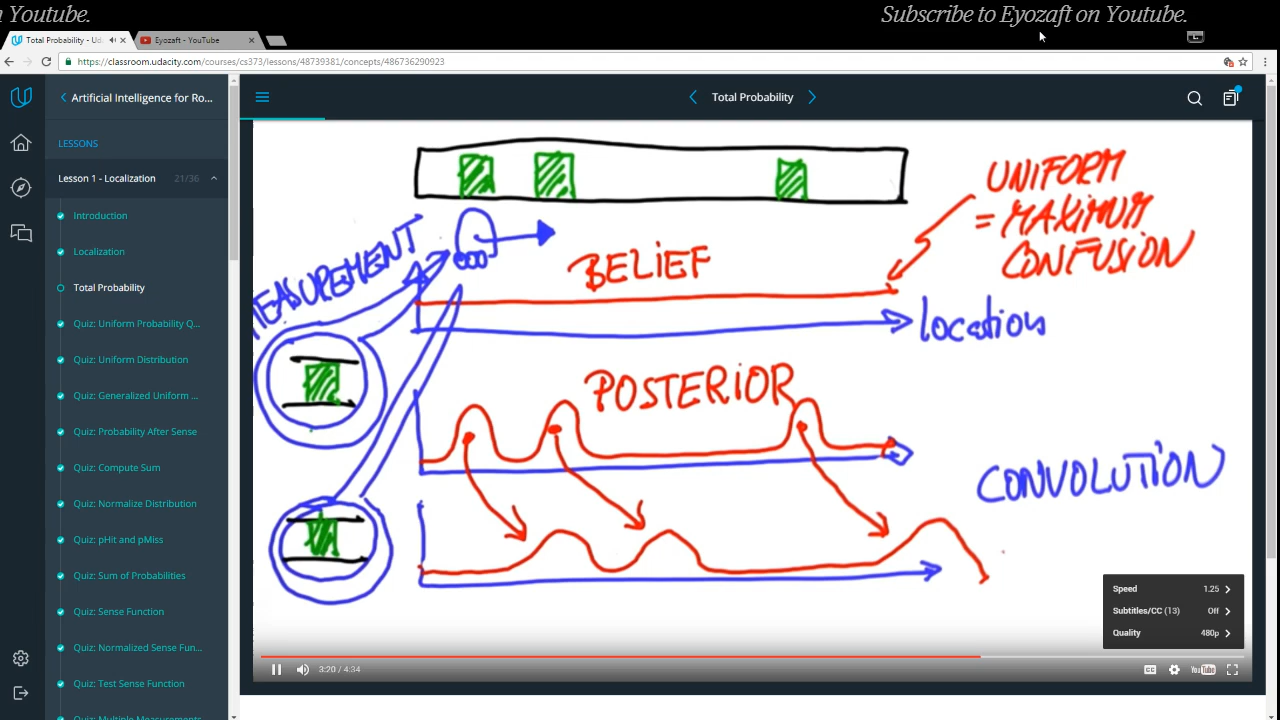 n Youtube.
Subscribe to Eyozaft on Youtube.
Total Probability - Ud
Eyozaft - YouTube
https://classroom.udacity.com/courses/cs373/lessons/48739381/concepts/486736290923
Artificial Intelligence for Ro...
Total Probability
LESSONS
Lesson 1 - Localization 21/36
Introduction
Localization
Total Probability
Quiz: Uniform Probability Q...
Quiz: Uniform Distribution
Quiz: Generalized Uniform ...
Quiz: Probability After Sense
Quiz: Compute Sum
Quiz: Normalize Distribution
Quiz: pHit and pMiss
Quiz: Sum of Probabilities
Quiz: Sense Function
Quiz: Normalized Sense Fun...
Quiz: Test Sense Function
Quiz: Multiple Measurements
UNIFORM
= MAXIMUM
CONFUSION
MEASUREMENT
BELIEF
location
POSTERIOR
CONVOLUTION
Speed 1.25
Subtitles/CC (13) Off
Quality 480p
3:20 / 4:34
CC
YouTube